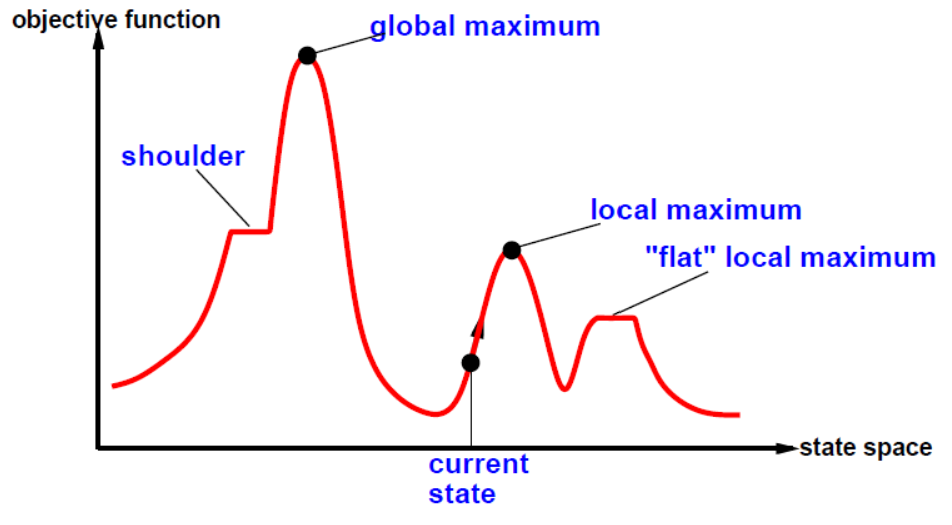 objective function
global maximum
shoulder
local maximum
"flat" local maximum
state space
current
state